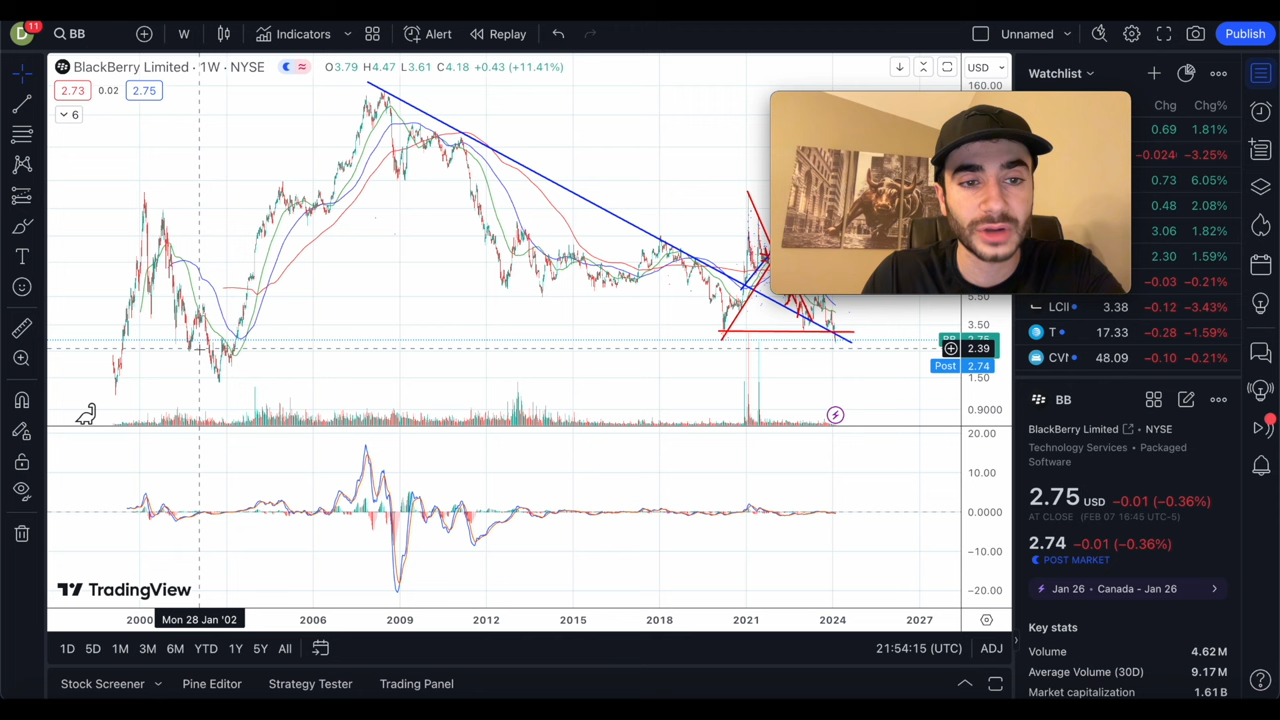 D 11 BB W Indicators Alert Replay Unnamed Publish
BlackBerry Limited · 1W · NYSE O3.79 H4.47 L3.61 C4.18 +0.43 (+11.41%) USD
2.73 0.02 2.75
6
160.00
5.50
3.50
2.39
Post 2.74
1.50
0.9000
20.00
10.00
0.0000
−10.00
−20.00
TradingView
2000 Mon 28 Jan '02 2006 2009 2012 2015 2018 2021 2024 2027
1D 5D 1M 3M 6M YTD 1Y 5Y All 21:54:15 (UTC) ADJ
Stock Screener Pine Editor Strategy Tester Trading Panel
Watchlist
Chg Chg%
0.69 1.81%
−3.25%
0.73 6.05%
0.48 2.08%
3.06 1.82%
2.30 1.59%
−0.03 −0.21%
3.38 −0.12 −3.43%
T 17.33 −0.28 −1.59%
48.09 −0.10 −0.21%
BB
BlackBerry Limited · NYSE
Technology Services · Packaged
Software
2.75 USD −0.01 (−0.36%)
AT CLOSE (FEB 07 16:45 UTC-5)
2.74 −0.01 (−0.36%)
POST MARKET
Jan 26 · Canada - Jan 26
Key stats
Volume 4.62M
Average Volume (30D) 9.17M
Market capitalization 1.61B